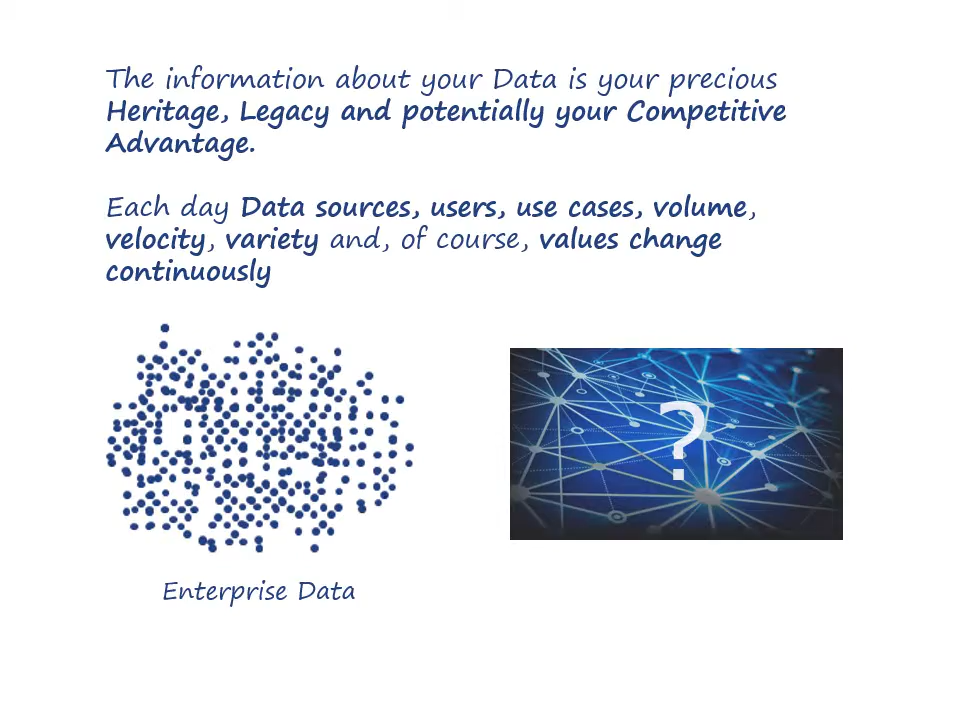 The information about your Data is your precious
Heritage, Legacy and potentially your Competitive
Advantage.
Each day Data sources, users, use cases, volume,
velocity, variety and, of course, values change
continuously
?
Enterprise Data